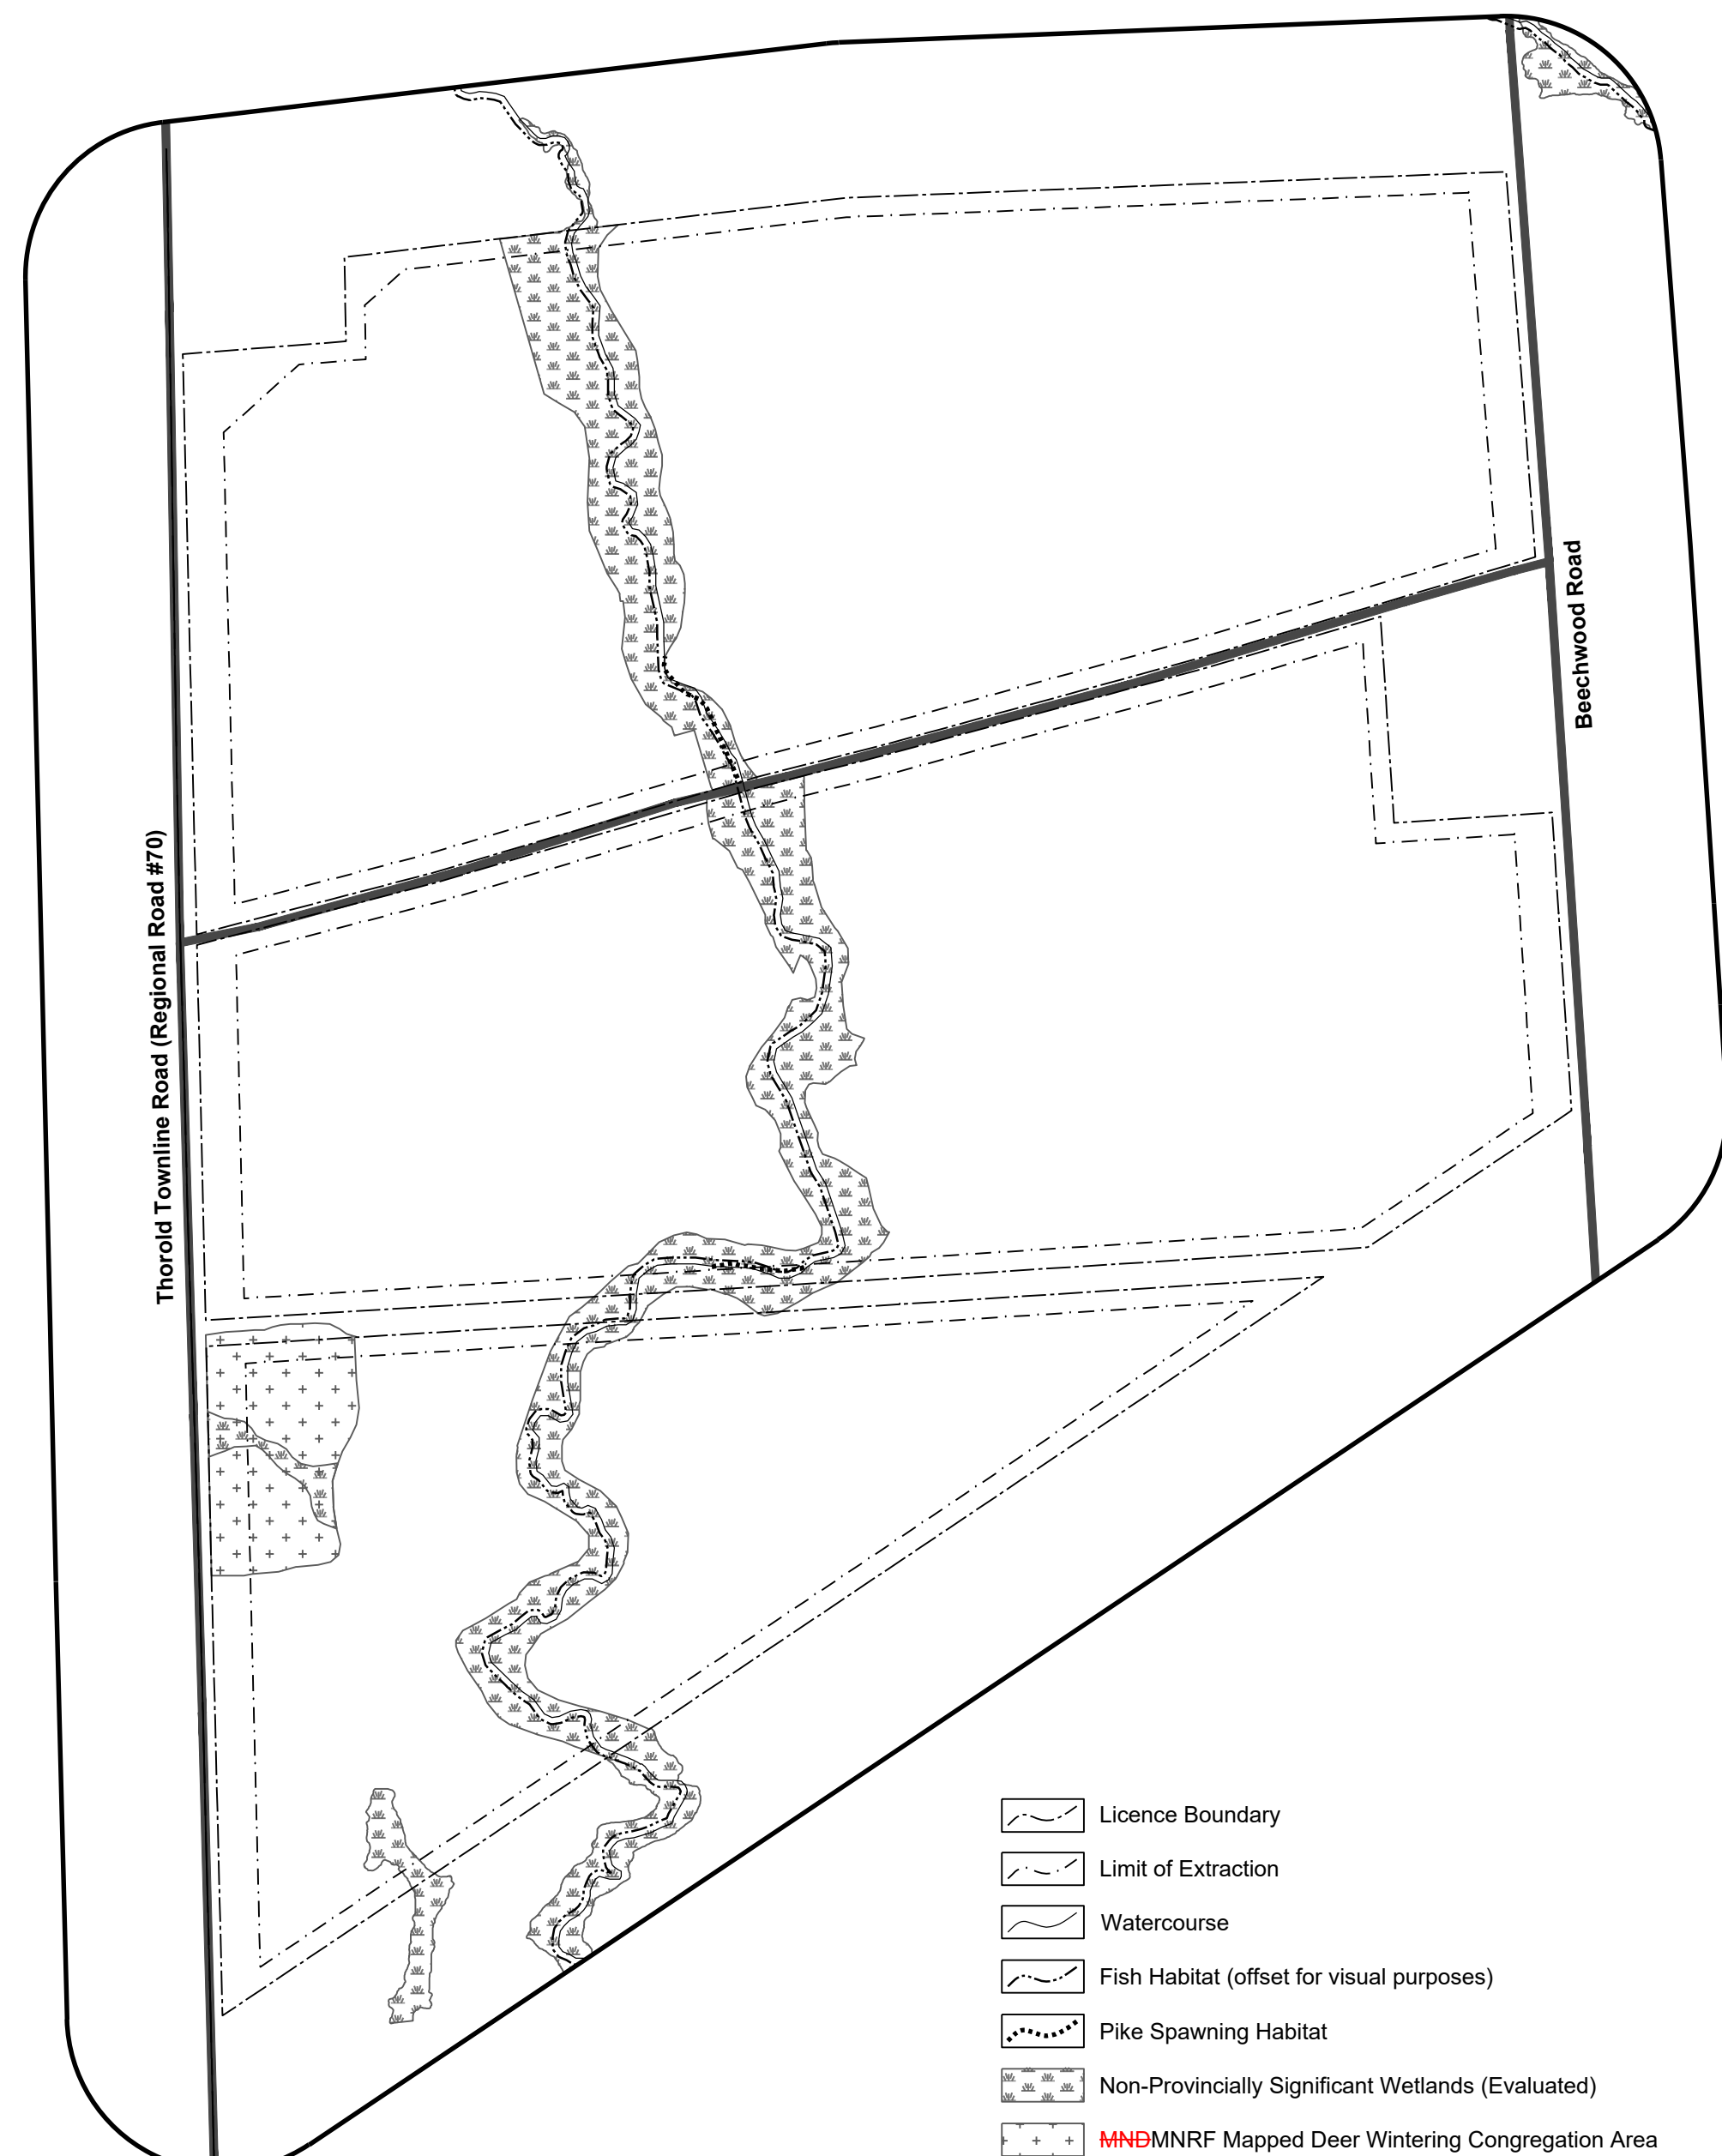 Beechwood Road
Thorold Townline Road (Regional Road #70)
Licence Boundary
Limit of Extraction
Watercourse
Fish Habitat (offset for visual purposes)
Pike Spawning Habitat
Non-Provincially Significant Wetlands (Evaluated)
MNDMNRF Mapped Deer Wintering Congregation Area